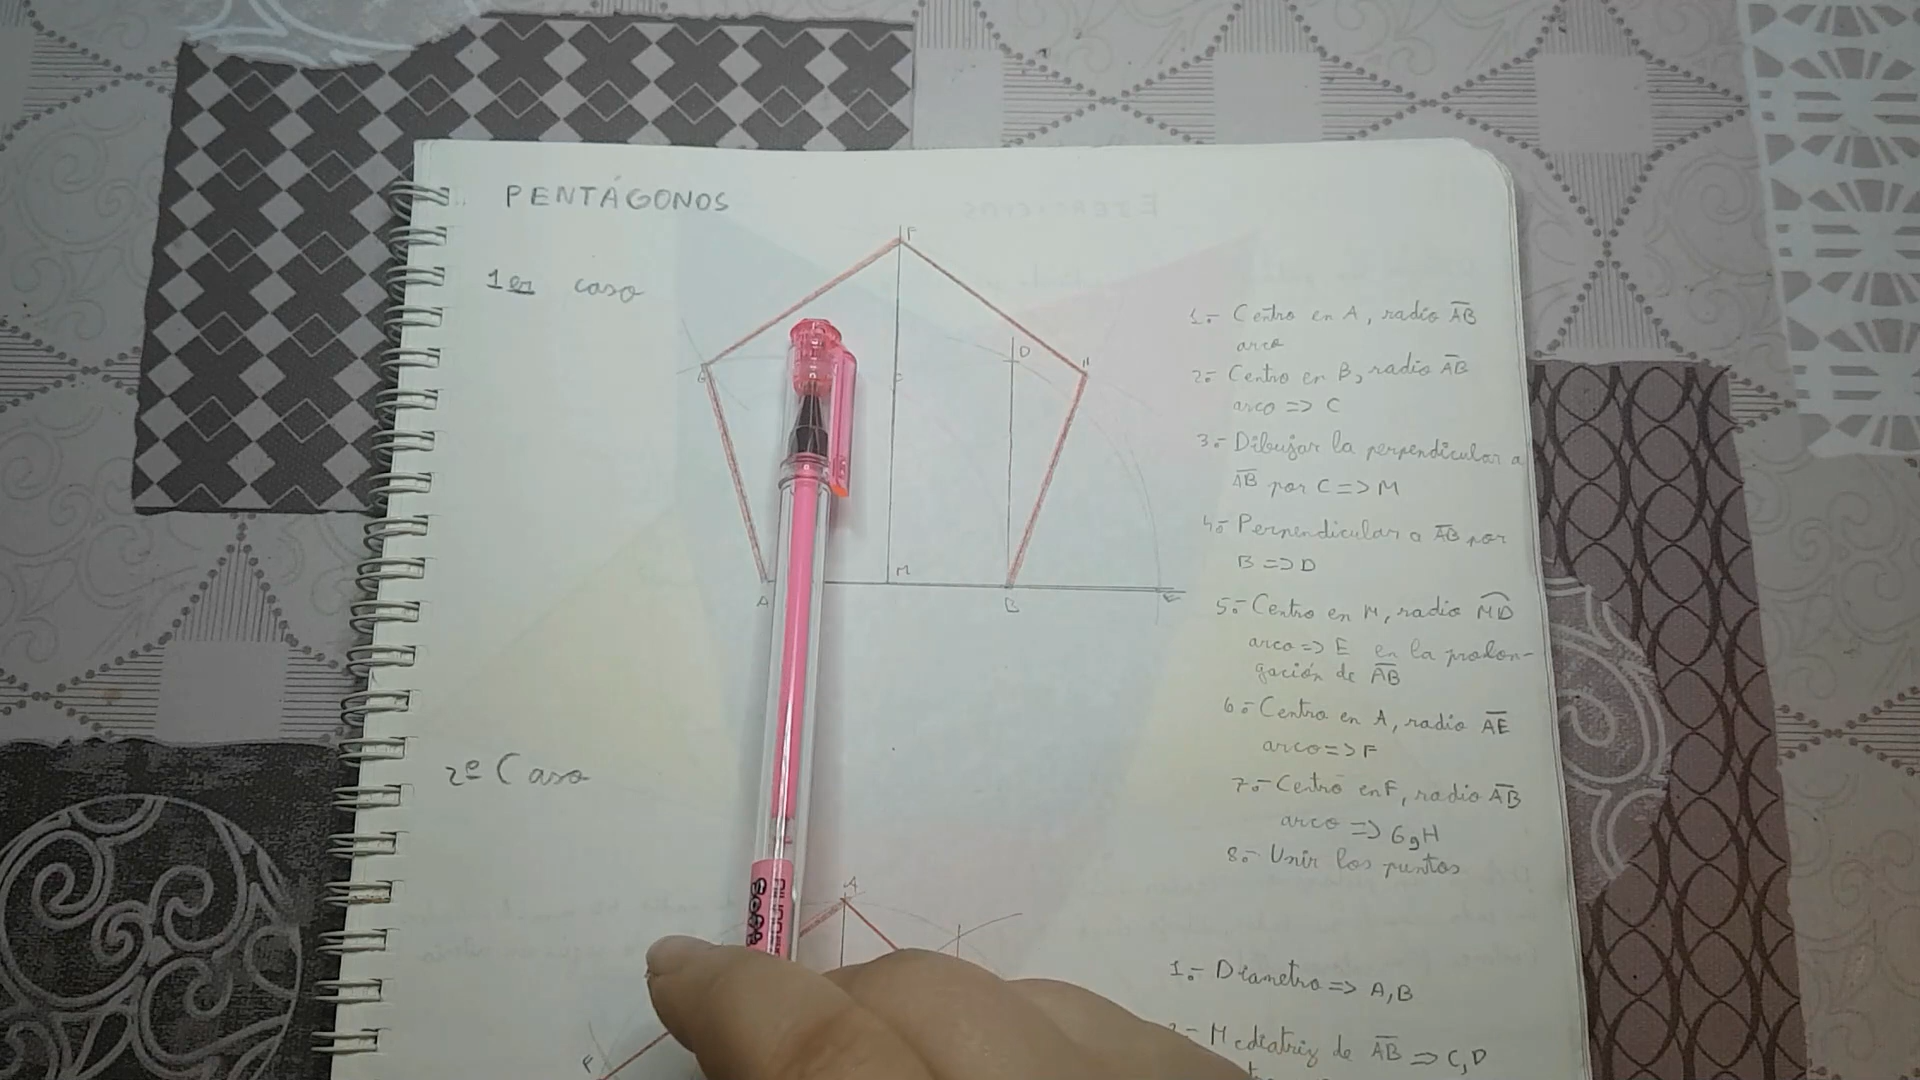 PENTÁGONOS
1er caso
F
D
G
C
H
A
M
B
E
1.- Centro en A, radio AB
arco
2.- Centro en B, radio AB
arco => C
3.- Dibujar la perpendicular a
AB por C => M
4.- Perpendicular a AB por
B => D
5.- Centro en M, radio MD
arco => E en la prolon-
gación de AB
6.- Centro en A, radio AE
arco => F
7.- Centro en F, radio AB
arco => G y H
8.- Unir los puntos
2º Caso
A
F
1.- Diametro => A, B
2.- Mediatriz de AB => C, D